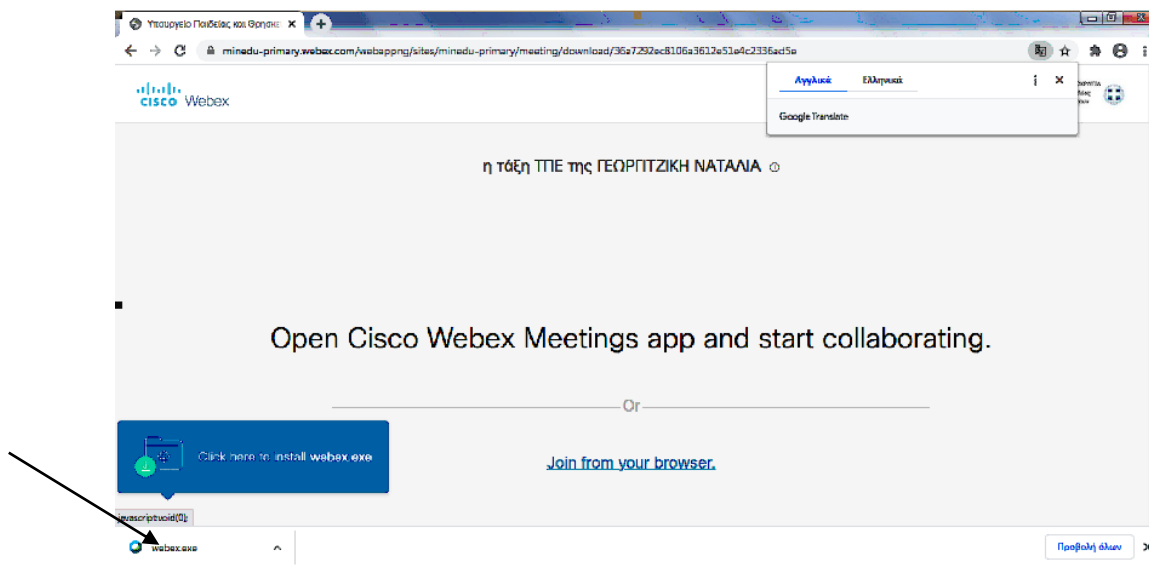 Υπουργείο Παιδείας και Θρησκε
minedu-primary.webex.com/webappng/sites/minedu-primary/meeting/download/36a7292ec8106a3612e51e4c2336ad5e
Αγγλικά Ελληνικά
Google Translate
CISCO Webex
η τάξη ΤΠΕ της ΓΕΩΡΓΙΤΖΙΚΗ ΝΑΤΑΛΙΑ
Open Cisco Webex Meetings app and start collaborating.
Or
Click here to install webex.exe
Join from your browser.
javascript:void(0);
webex.exe
Προβολή όλων